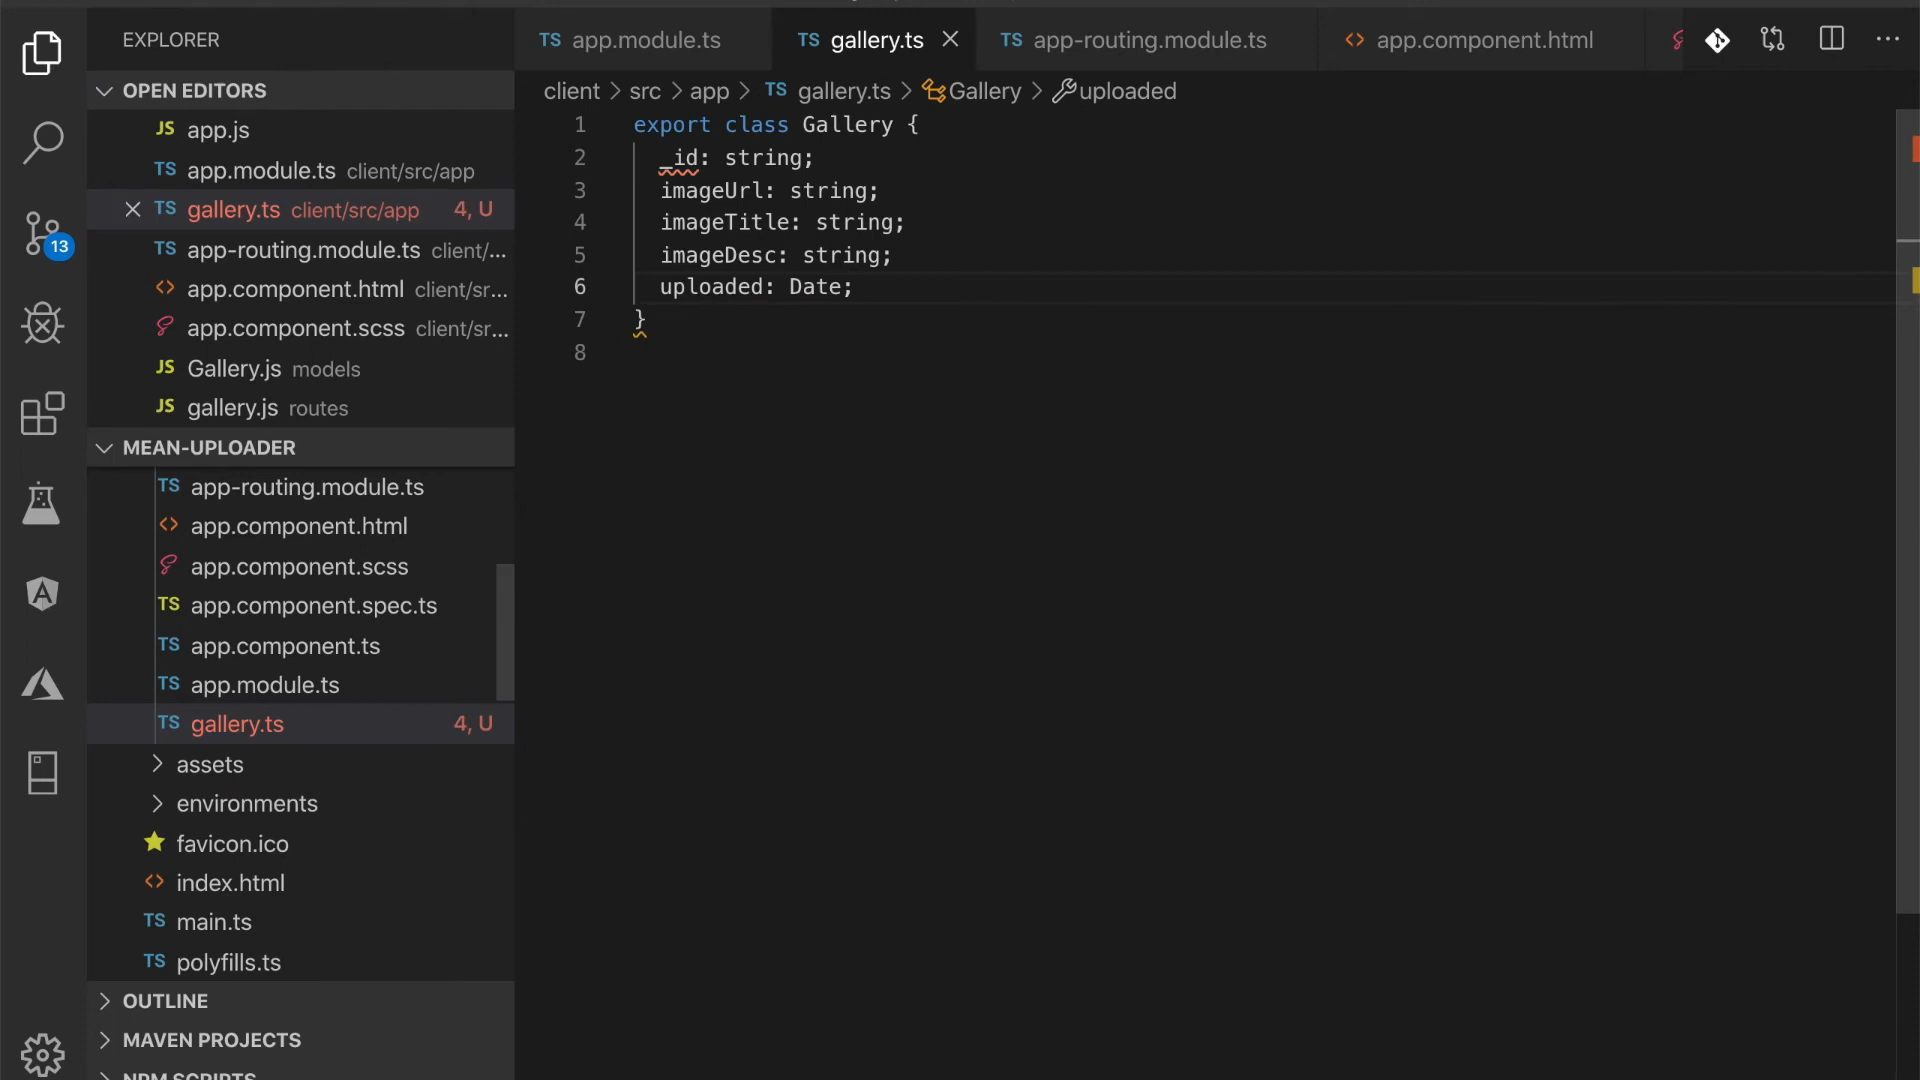 EXPLORER
OPEN EDITORS
JS app.js
TS app.module.ts client/src/app
TS gallery.ts client/src/app 4, U
TS app-routing.module.ts client/...
<> app.component.html client/sr...
app.component.scss client/sr...
JS Gallery.js models
JS gallery.js routes
MEAN-UPLOADER
TS app-routing.module.ts
<> app.component.html
app.component.scss
TS app.component.spec.ts
TS app.component.ts
TS app.module.ts
TS gallery.ts 4, U
> assets
> environments
favicon.ico
<> index.html
TS main.ts
TS polyfills.ts
> OUTLINE
> MAVEN PROJECTS
> NPM SCRIPTS
13
TS app.module.ts
TS gallery.ts
TS app-routing.module.ts
<> app.component.html
client > src > app > TS gallery.ts > Gallery > uploaded
1 export class Gallery {
2 _id: string;
3 imageUrl: string;
4 imageTitle: string;
5 imageDesc: string;
6 uploaded: Date;
7 }
8